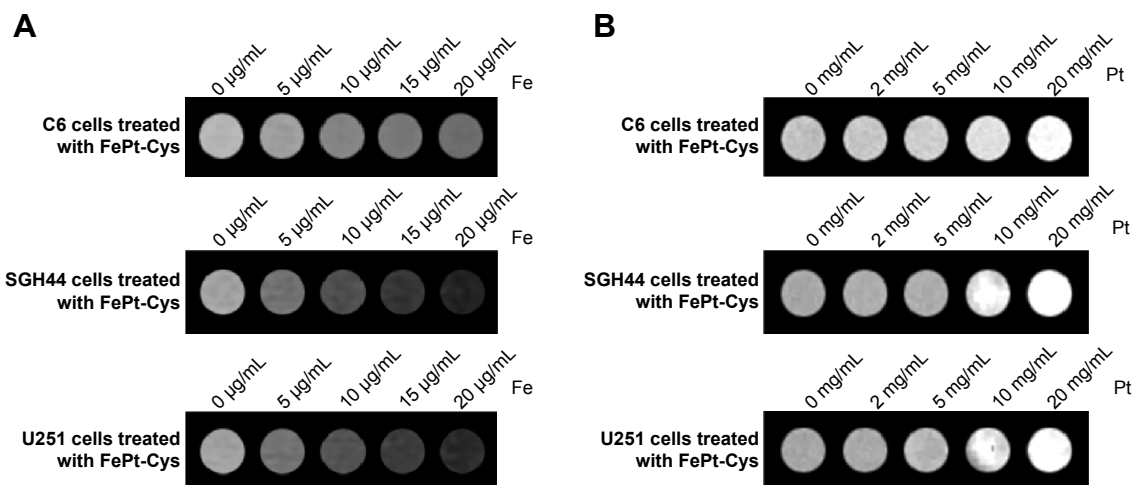 A
0 µg/mL 5 µg/mL 10 µg/mL 15 µg/mL 20 µg/mL Fe
C6 cells treated
with FePt-Cys
0 µg/mL 5 µg/mL 10 µg/mL 15 µg/mL 20 µg/mL Fe
SGH44 cells treated
with FePt-Cys
0 µg/mL 5 µg/mL 10 µg/mL 15 µg/mL 20 µg/mL Fe
U251 cells treated
with FePt-Cys
B
0 mg/mL 2 mg/mL 5 mg/mL 10 mg/mL 20 mg/mL Pt
C6 cells treated
with FePt-Cys
0 mg/mL 2 mg/mL 5 mg/mL 10 mg/mL 20 mg/mL Pt
SGH44 cells treated
with FePt-Cys
0 mg/mL 2 mg/mL 5 mg/mL 10 mg/mL 20 mg/mL Pt
U251 cells treated
with FePt-Cys